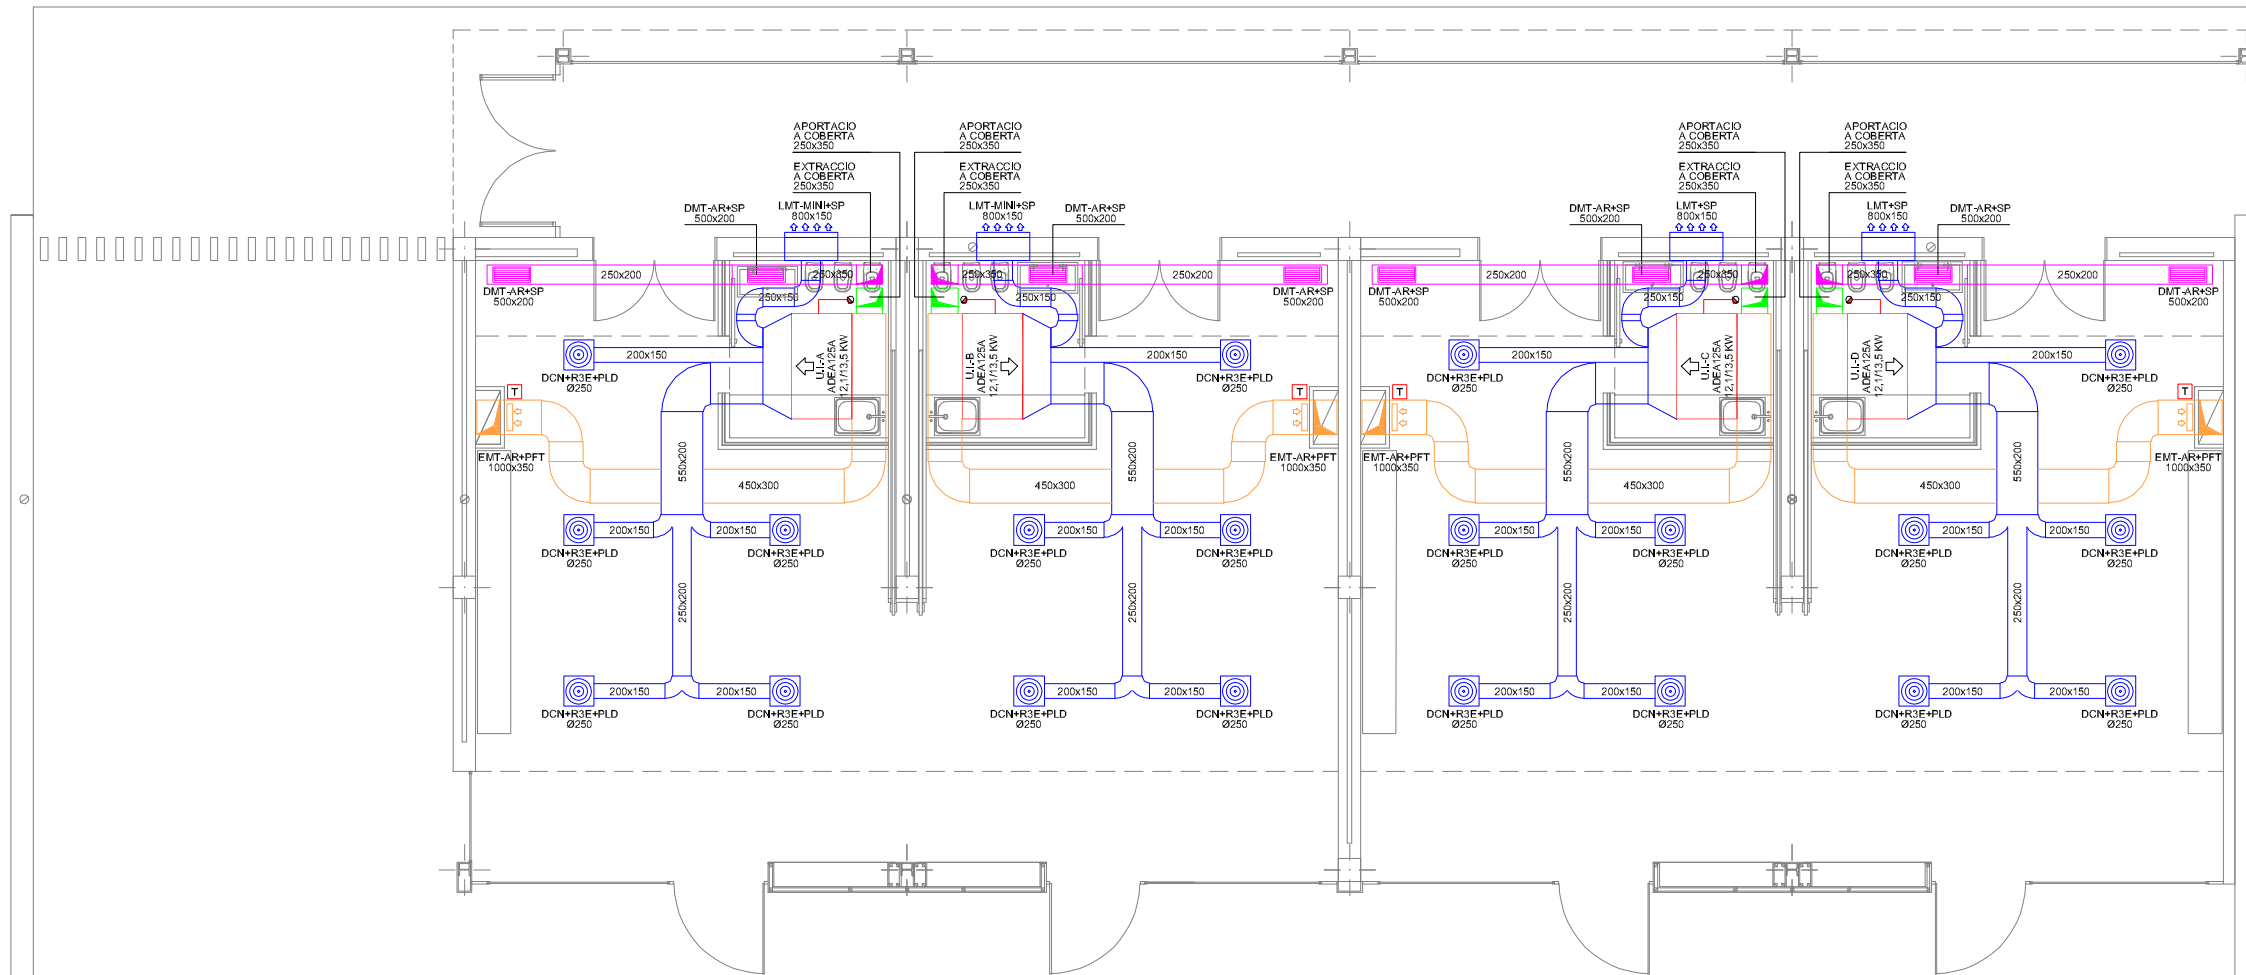 APORTACIO
A COBERTA
250x350
APORTACIO
A COBERTA
250x350
APORTACIO
A COBERTA
250x350
APORTACIO
A COBERTA
250x350
EXTRACCIO
A COBERTA
250x350
EXTRACCIO
A COBERTA
250x350
EXTRACCIO
A COBERTA
250x350
EXTRACCIO
A COBERTA
250x350
DMT-AR+SP
500x200
LMT-MINI+SP
800x150
LMT-MINI+SP
800x150
DMT-AR+SP
500x200
DMT-AR+SP
500x200
LMT+SP
800x150
LMT+SP
800x150
DMT-AR+SP
500x200
250x200
250x350
250x350
250x200
250x200
250x350
250x350
250x200
DMT-AR+SP
500x200
250x150
250x150
DMT-AR+SP
500x200
DMT-AR+SP
500x200
250x150
250x150
DMT-AR+SP
500x200
200x150
U.I.-A
ADEA125A
12,1/13,5 KW
U.I.-B
ADEA125A
12,1/13,5 KW
200x150
200x150
U.I.-C
ADEA125A
12,1/13,5 KW
U.I.-D
ADEA125A
12,1/13,5 KW
200x150
DCN+R3E+PLD
Ø250
DCN+R3E+PLD
Ø250
DCN+R3E+PLD
Ø250
DCN+R3E+PLD
Ø250
T
T
T
T
EMT-AR+PFT
1000x350
550x200
450x300
450x300
550x200
EMT-AR+PFT
1000x350
EMT-AR+PFT
1000x350
550x200
450x300
450x300
550x200
EMT-AR+PFT
1000x350
200x150
200x150
200x150
200x150
200x150
200x150
200x150
200x150
DCN+R3E+PLD
Ø250
DCN+R3E+PLD
Ø250
DCN+R3E+PLD
Ø250
DCN+R3E+PLD
Ø250
DCN+R3E+PLD
Ø250
DCN+R3E+PLD
Ø250
DCN+R3E+PLD
Ø250
DCN+R3E+PLD
Ø250
250x200
250x200
250x200
250x200
200x150
200x150
200x150
200x150
200x150
200x150
200x150
200x150
DCN+R3E+PLD
Ø250
DCN+R3E+PLD
Ø250
DCN+R3E+PLD
Ø250
DCN+R3E+PLD
Ø250
DCN+R3E+PLD
Ø250
DCN+R3E+PLD
Ø250
DCN+R3E+PLD
Ø250
DCN+R3E+PLD
Ø250